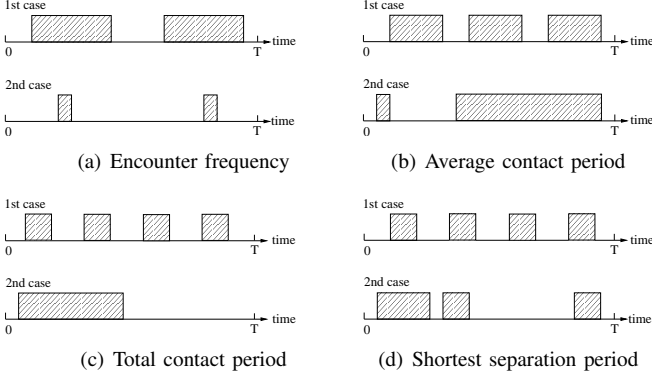 1st case
0 T time
2nd case
0 T time
(a) Encounter frequency
1st case
0 T time
2nd case
0 T time
(b) Average contact period
1st case
0 T time
2nd case
0 T time
(c) Total contact period
1st case
0 T time
2nd case
0 T time
(d) Shortest separation period